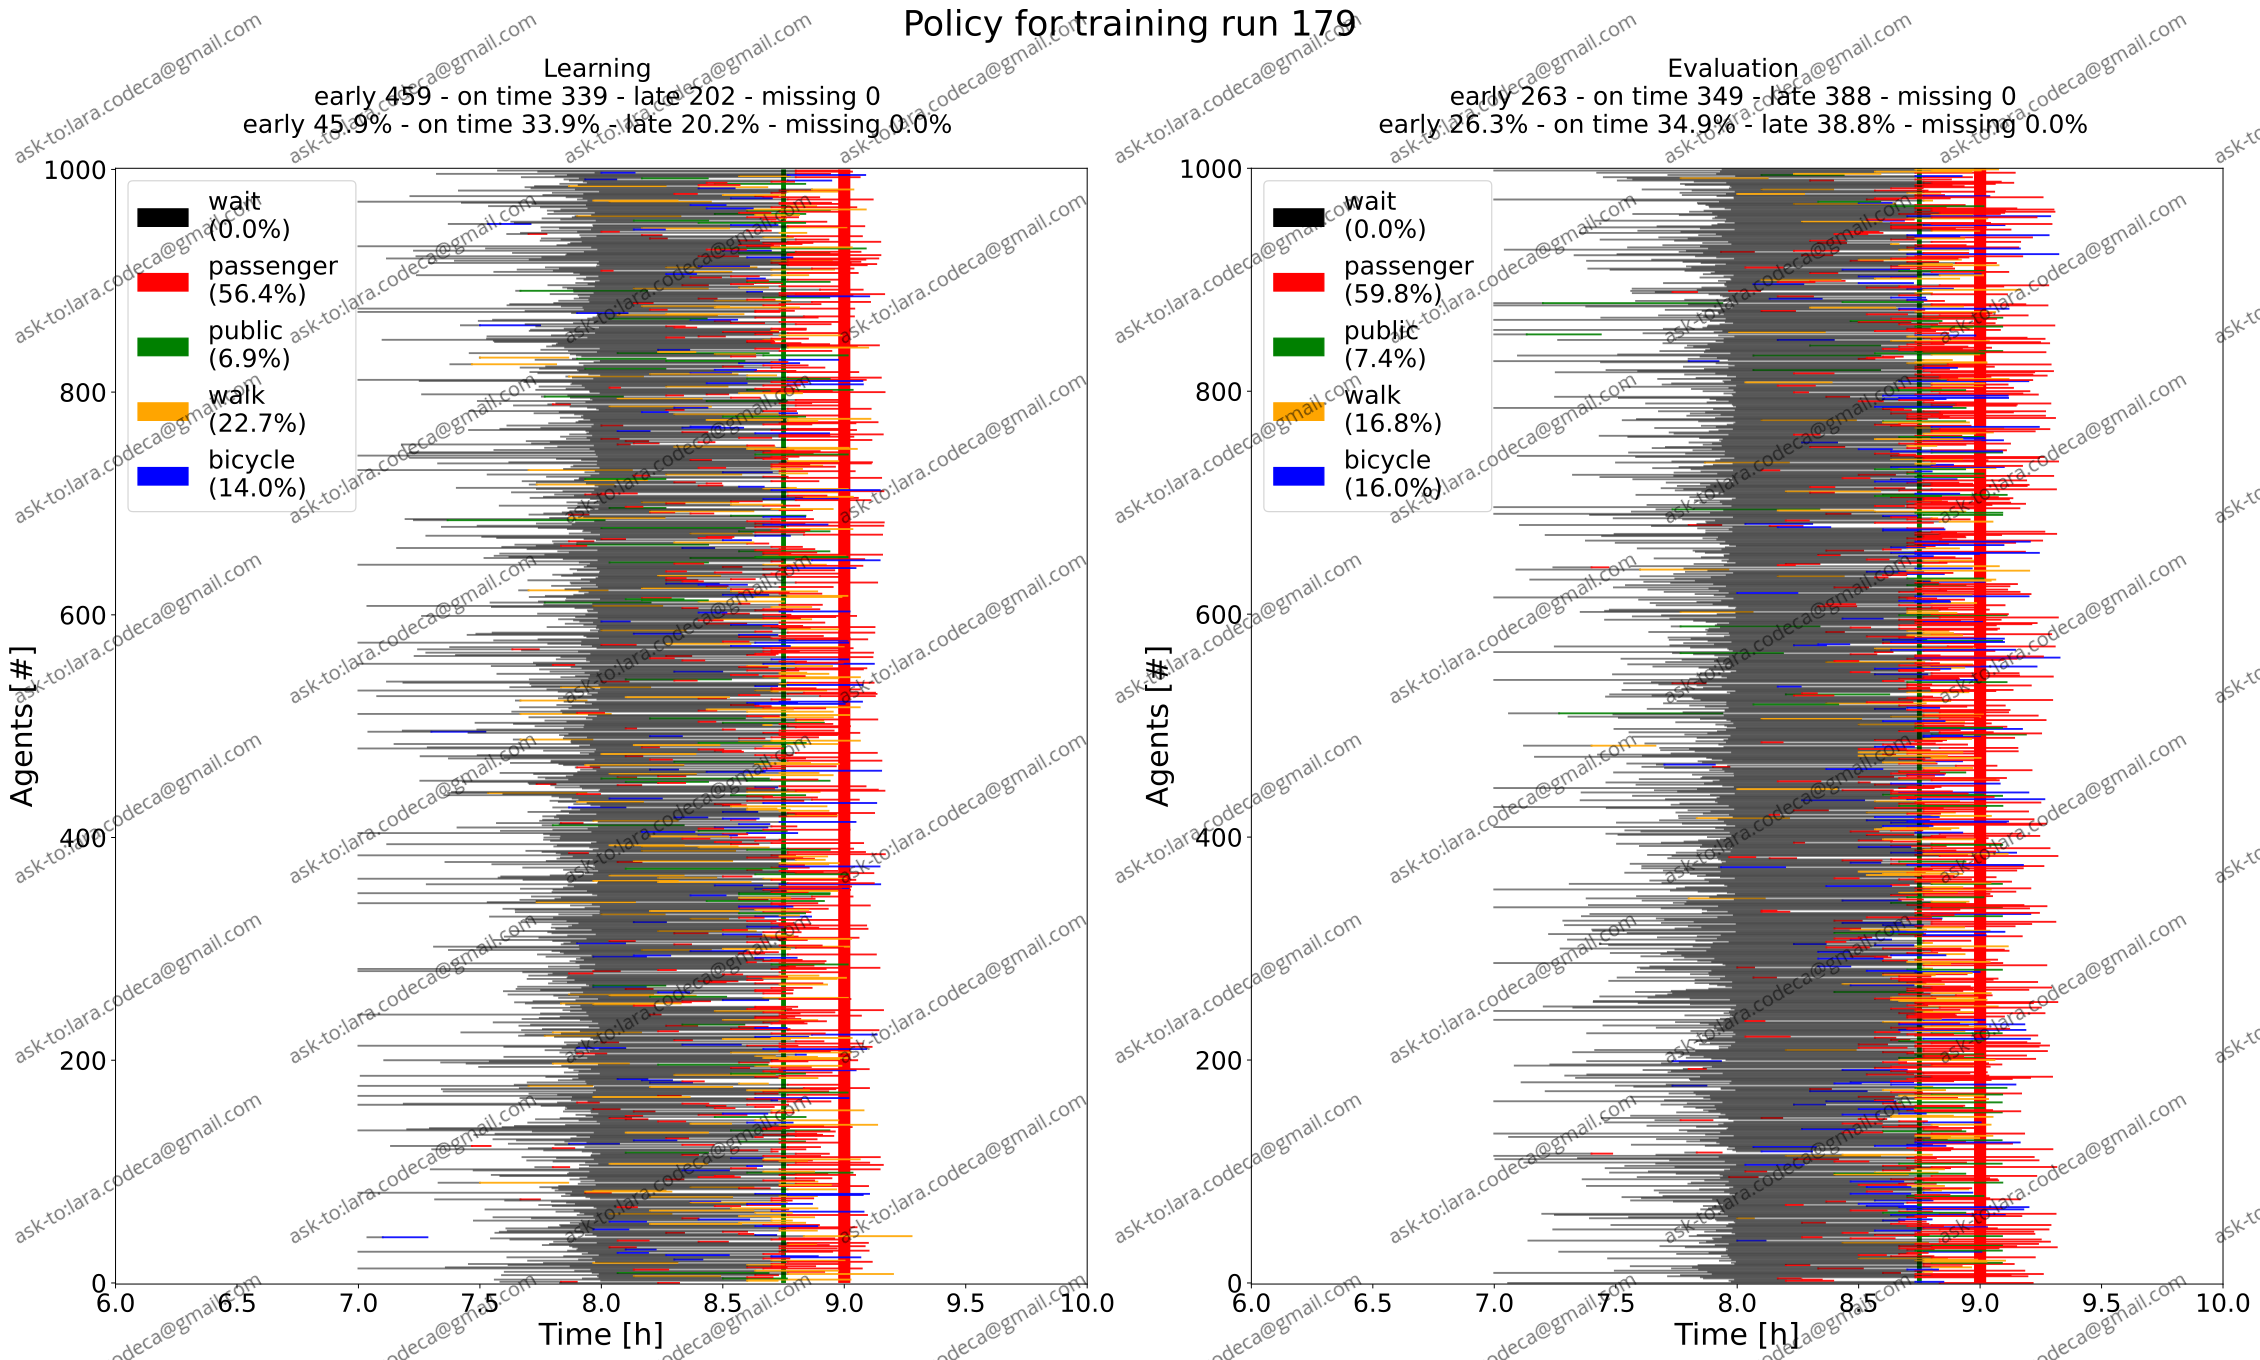 Policy for training run 179
Learning
early 459 - on time 339 - late 202 - missing 0
early 45.9% - on time 33.9% - late 20.2% - missing 0.0%
wait
(0.0%)
passenger
(56.4%)
public
(6.9%)
walk
(22.7%)
bicycle
(14.0%)
Agents [#]
1000
800
600
400
200
0
6.0 6.5 7.0 7.5 8.0 8.5 9.0 9.5 10.0
Time [h]
Evaluation
early 263 - on time 349 - late 388 - missing 0
early 26.3% - on time 34.9% - late 38.8% - missing 0.0%
wait
(0.0%)
passenger
(59.8%)
public
(7.4%)
walk
(16.8%)
bicycle
(16.0%)
Agents [#]
1000
800
600
400
200
0
6.0 6.5 7.0 7.5 8.0 8.5 9.0 9.5 10.0
Time [h]
ask-to:lara.codeca@gmail.com